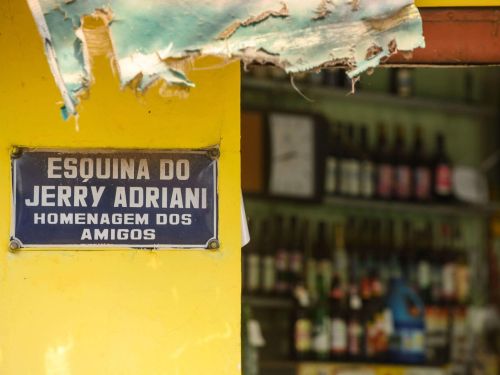 ESQUINA DO
JERRY ADRIANI
HOMENAGEM DOS
AMIGOS